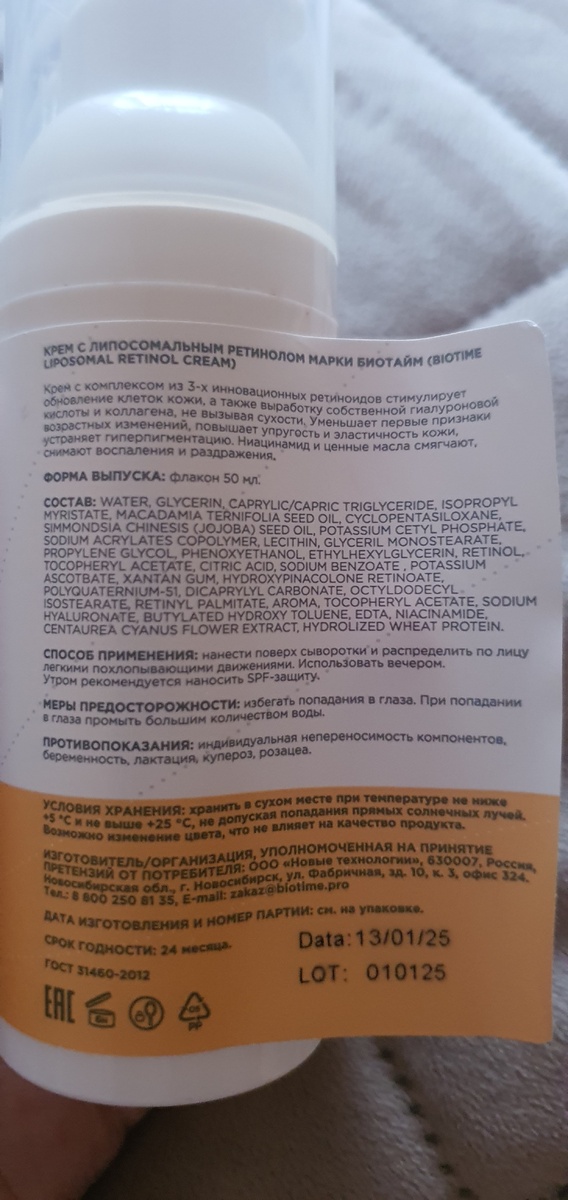 КРЕМ С ЛИПОСОМАЛЬНЫМ РЕТИНОЛОМ МАРКИ БИОТАЙМ (BIOTIME
LIPOSOMAL RETINOL CREAM)
Крем с комплексом из 3-х инновационных ретиноидов стимулирует
обновление клеток кожи, а также выработку собственной гиалуроновой
кислоты и коллагена, не вызывая сухости. Уменьшает первые признаки
возрастных изменений, повышает упругость и эластичность кожи,
устраняет гиперпигментацию. Ниацинамид и ценные масла смягчают,
снимают воспаления и раздражения.
ФОРМА ВЫПУСКА: флакон 50 мл.
СОСТАВ: WATER, GLYCERIN, CAPRYLIC/CAPRIC TRIGLYCERIDE, ISOPROPYL
MYRISTATE, MACADAMIA TERNIFOLIA SEED OIL, CYCLOPENTASILOXANE,
SIMMONDSIA CHINESIS (JOJOBA) SEED OIL, POTASSIUM CETYL PHOSPHATE,
SODIUM ACRYLATES COPOLYMER, LECITHIN, GLYCERIL MONOSTEARATE,
PROPYLENE GLYCOL, PHENOXYETHANOL, ETHYLHEXYLGLYCERIN, RETINOL,
TOCOPHERYL ACETATE, CITRIC ACID, SODIUM BENZOATE , POTASSIUM
ASCOTBATE, XANTAN GUM, HYDROXYPINACOLONE RETINOATE,
POLYQUATERNIUM-51, DICAPRYLYL CARBONATE, OCTYLDODECYL
ISOSTEARATE, RETINYL PALMITATE, AROMA, TOCOPHERYL ACETATE, SODIUM
HYALURONATE, BUTYLATED HYDROXY TOLUENE, EDTA, NIACINAMIDE,
CENTAUREA CYANUS FLOWER EXTRACT, HYDROLIZED WHEAT PROTEIN.
СПОСОБ ПРИМЕНЕНИЯ: нанести поверх сыворотки и распределить по лицу
легкими похлопывающими движениями. Использовать вечером.
Утром рекомендуется наносить SPF-защиту.
МЕРЫ ПРЕДОСТОРОЖНОСТИ: избегать попадания в глаза. При попадании
в глаза промыть большим количеством воды.
ПРОТИВОПОКАЗАНИЯ: индивидуальная непереносимость компонентов,
беременность, лактация, купероз, розацеа.
УСЛОВИЯ ХРАНЕНИЯ: хранить в сухом месте при температуре не ниже
+5 °С и не выше +25 °С, не допуская попадания прямых солнечных лучей.
Возможно изменение цвета, что не влияет на качество продукта.
ИЗГОТОВИТЕЛЬ/ОРГАНИЗАЦИЯ, УПОЛНОМОЧЕННАЯ НА ПРИНЯТИЕ
ПРЕТЕНЗИЙ ОТ ПОТРЕБИТЕЛЯ: ООО «Новые технологии», 630007, Россия,
Новосибирская обл., г. Новосибирск, ул. Фабричная, зд. 10, к. 3, офис 324.
Тел.: 8 800 250 81 35, E-mail: zakaz@biotime.pro
ДАТА ИЗГОТОВЛЕНИЯ И НОМЕР ПАРТИИ: см. на упаковке.
СРОК ГОДНОСТИ: 24 месяца.
Data: 13/01/25
ГОСТ 31460-2012
LOT: 010125
EAC
6м
05
PP